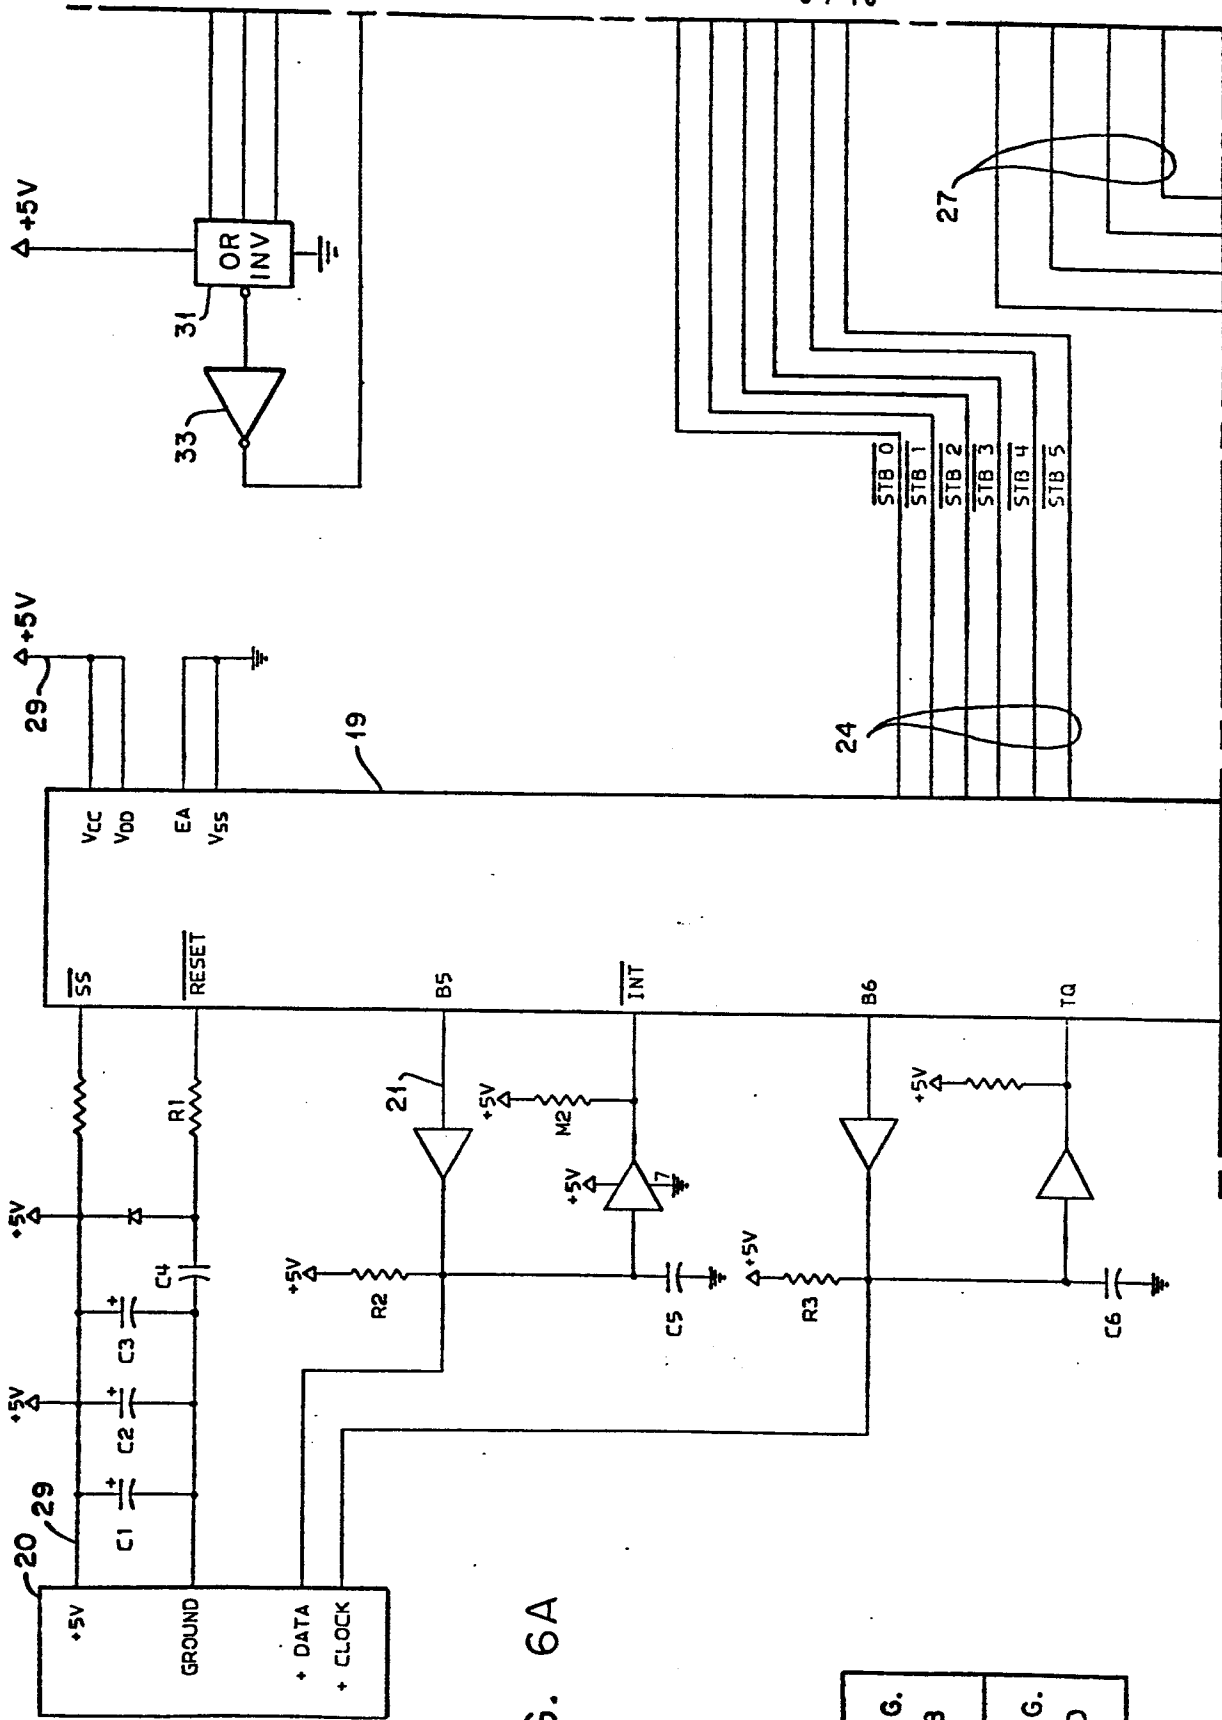 +5V
OR
INV
31
33
27
+5V
29
STB 0
STB 1
STB 2
STB 3
STB 4
STB 5
24
19
VCC
VDD
EA
VSS
SS
RESET
B5
INT
B6
TQ
R1
+5V
C4
C3
+5V
C2
C1
29
20
+5V
GROUND
+ DATA
+ CLOCK
21
+5V
R2
+5V
M2
+5V
7
C5
+5V
R3
+5V
C6
6A
G.
G.